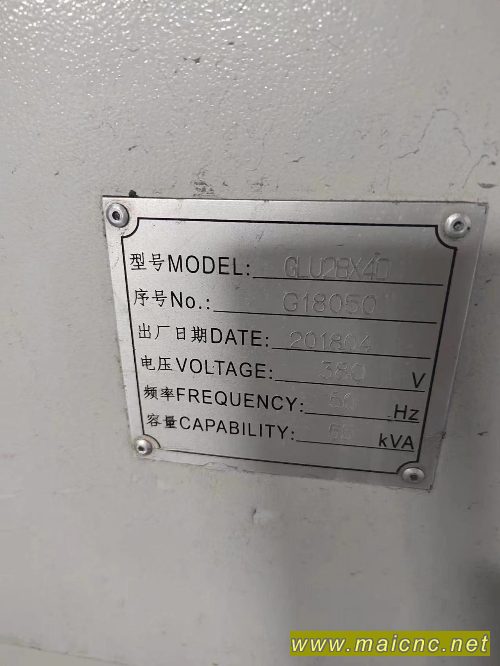 型号MODEL: GLU28X40
序号No.: G18050
出厂日期DATE: 201804
电压VOLTAGE: 380 V
频率FREQUENCY: 50 Hz
容量CAPABILITY: kVA
www.maicnc.net